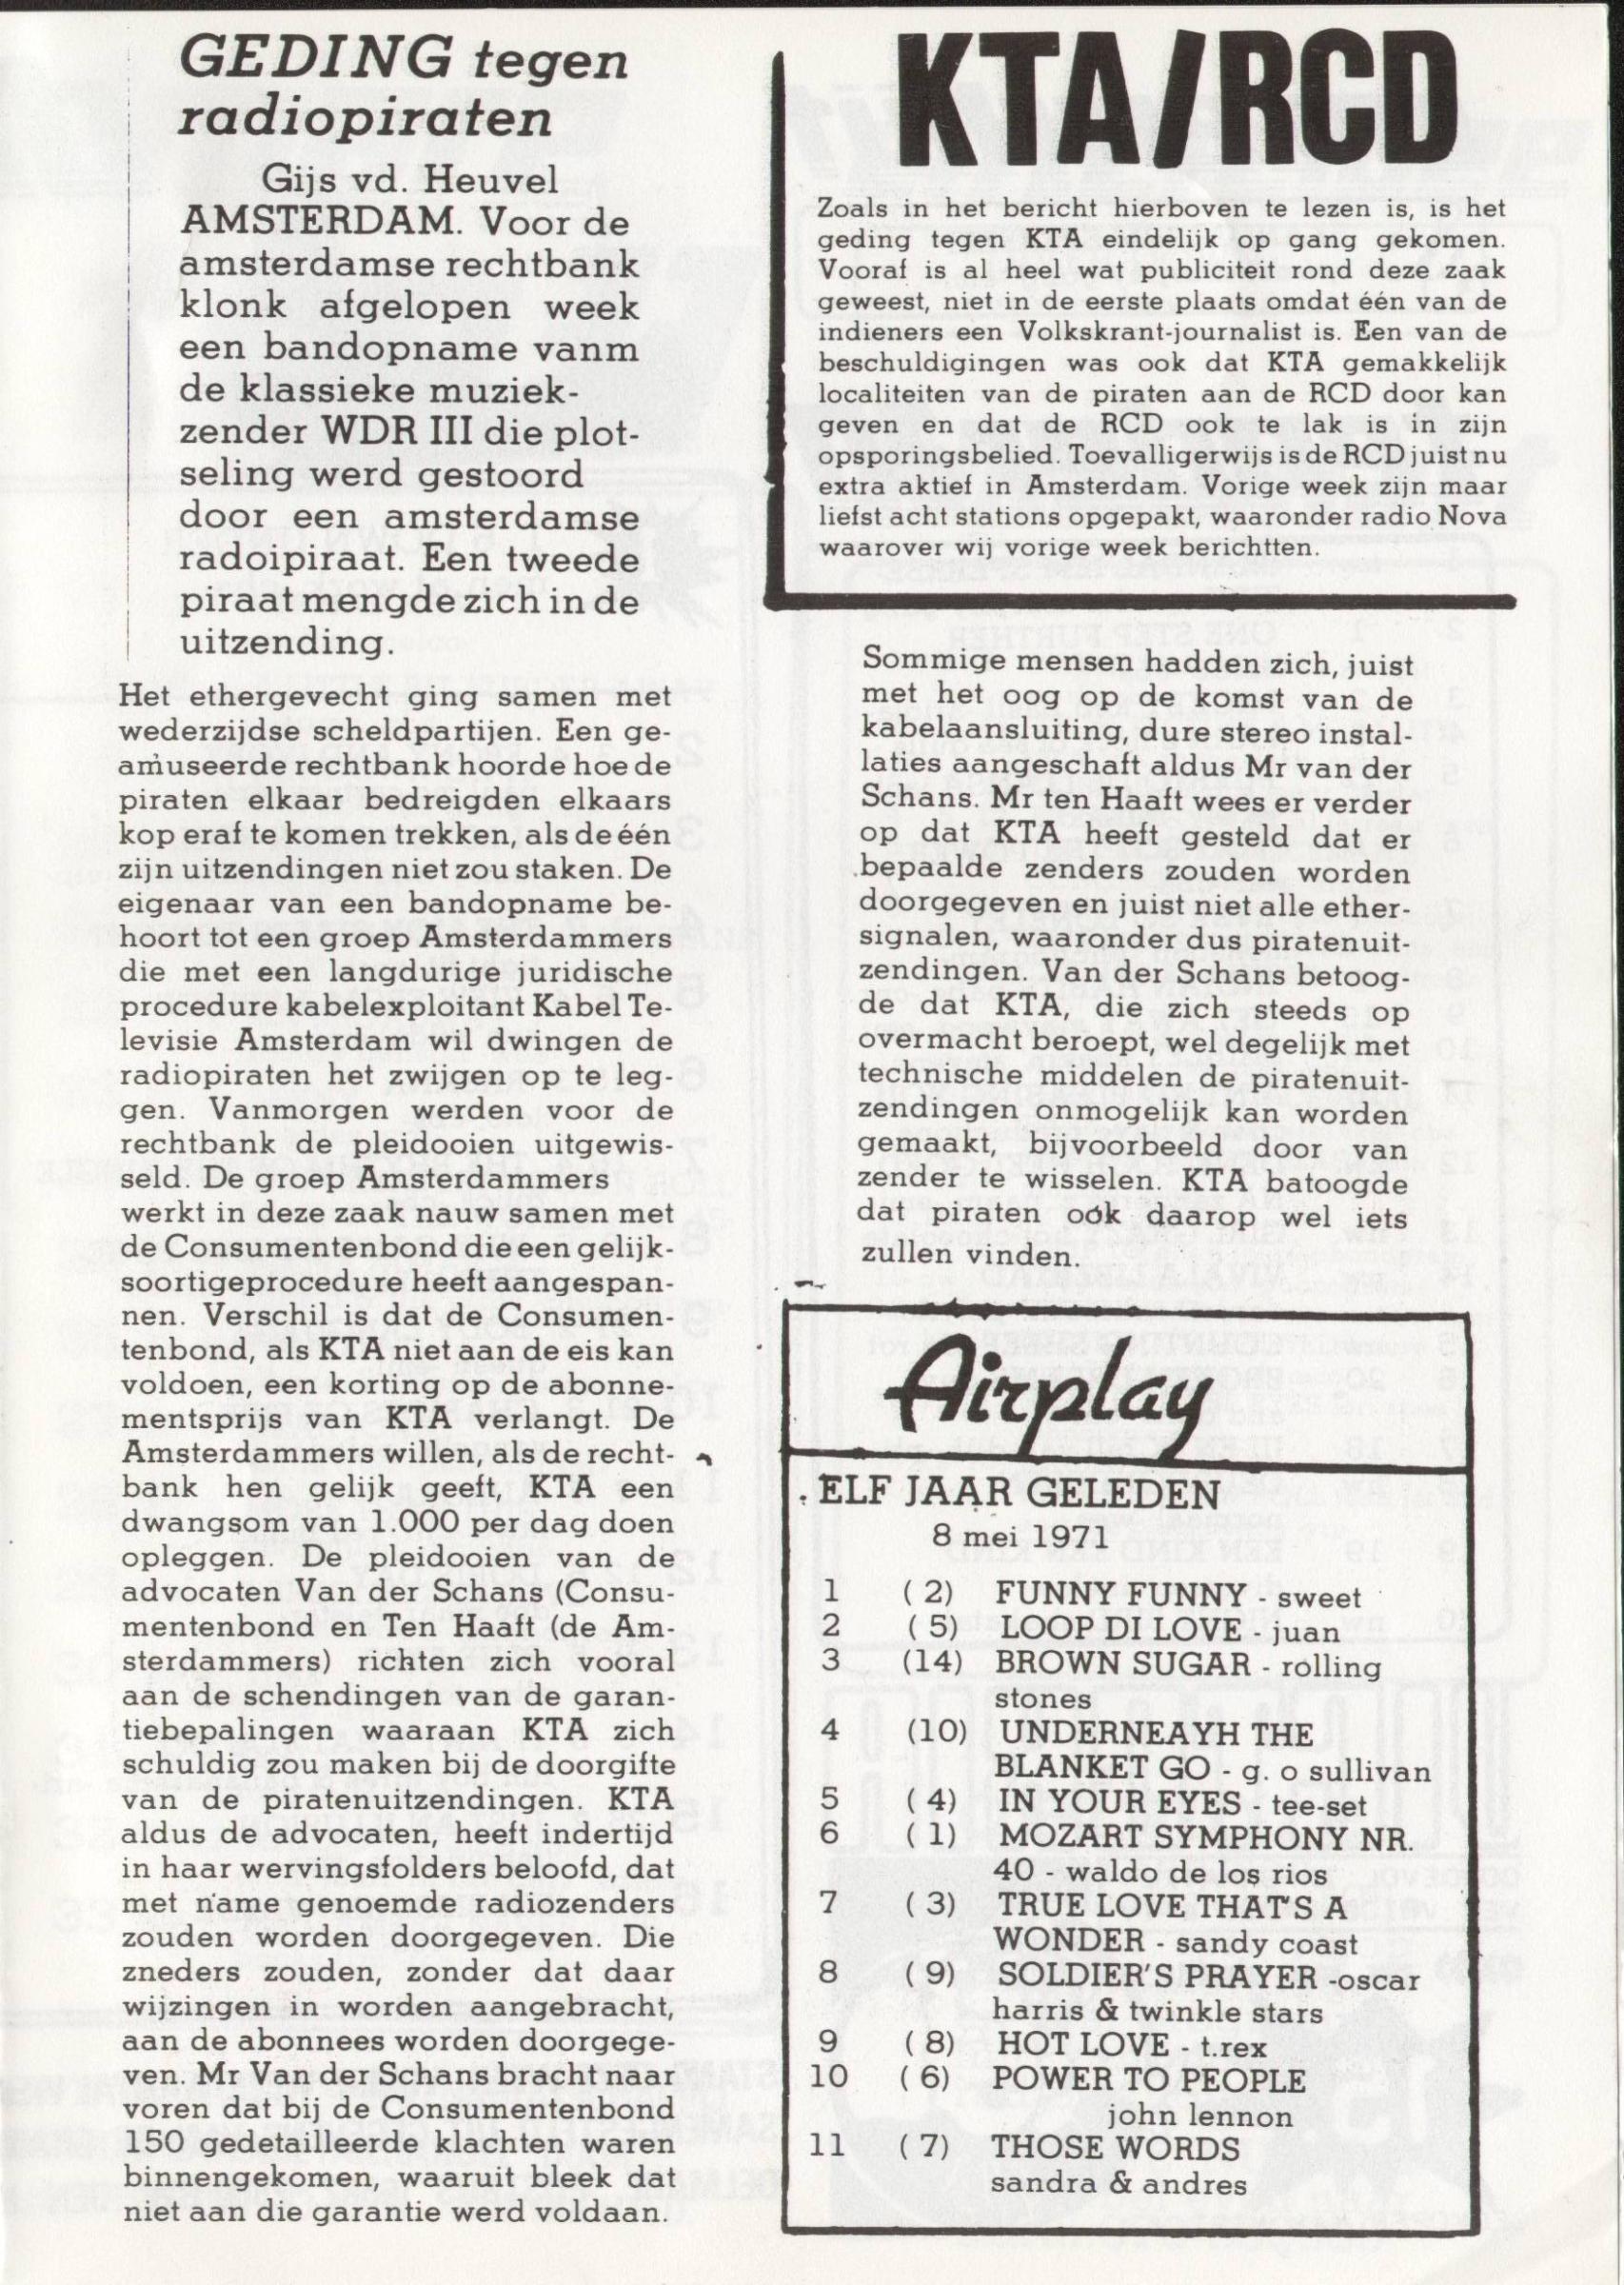 GEDING tegen
radiopiraten
Gijs vd. Heuvel
AMSTERDAM. Voor de
amsterdamse rechtbank
klonk afgelopen week
een bandopname vanm
de klassieke muziek-
zender WDR III die plot-
seling werd gestoord
door een amsterdamse
radoipiraat. Een tweede
piraat mengde zich in de
uitzending.
Het ethergevecht ging samen met
wederzijdse scheldpartijen. Een ge-
amuseerde rechtbank hoorde hoe de
piraten elkaar bedreigden elkaars
kop eraf te komen trekken, als de één
zijn uitzendingen niet zou staken. De
eigenaar van een bandopname be-
hoort tot een groep Amsterdammers
die met een langdurige juridische
procedure kabelexploitant Kabel Te-
levisie Amsterdam wil dwingen de
radiopiraten het zwijgen op te leg-
gen. Vanmorgen werden voor de
rechtbank de pleidooien uitgewis-
seld. De groep Amsterdammers
werkt in deze zaak nauw samen met
de Consumentenbond die een gelijk-
soortigeprocedure heeft aangespan-
nen. Verschil is dat de Consumen-
tenbond, als KTA niet aan de eis kan
voldoen, een korting op de abonne-
mentsprijs van KTA verlangt. De
Amsterdammers willen, als de recht-
bank hen gelijk geeft, KTA een
dwangsom van 1.000 per dag doen
opleggen. De pleidooien van de
advocaten Van der Schans (Consu-
mentenbond en Ten Haaft (de Am-
sterdammers) richten zich vooral
aan de schendingen van de garan-
tiebepalingen waaraan KTA zich
schuldig zou maken bij de doorgifte
van de piratenuitzendingen. KTA
aldus de advocaten, heeft indertijd
in haar wervingsfolders beloofd, dat
met name genoemde radiozenders
zouden worden doorgegeven. Die
zneders zouden, zonder dat daar
wijzingen in worden aangebracht,
aan de abonnees worden doorgege-
ven. Mr Van der Schans bracht naar
voren dat bij de Consumentenbond
150 gedetailleerde klachten waren
binnengekomen, waaruit bleek dat
niet aan die garantie werd voldaan.
KTA/RCD
Zoals in het bericht hierboven te lezen is, is het
geding tegen KTA eindelijk op gang gekomen.
Vooraf is al heel wat publiciteit rond deze zaak
geweest, niet in de eerste plaats omdat één van de
indieners een Volkskrant-journalist is. Een van de
beschuldigingen was ook dat KTA gemakkelijk
localiteiten van de piraten aan de RCD door kan
geven en dat de RCD ook te lak is in zijn
opsporingsbelied. Toevalligerwijs is de RCD juist nu
extra aktief in Amsterdam. Vorige week zijn maar
liefst acht stations opgepakt, waaronder radio Nova
waarover wij vorige week berichtten.
Sommige mensen hadden zich, juist
met het oog op de komst van de
kabelaansluiting, dure stereo instal-
laties aangeschaft aldus Mr van der
Schans. Mr ten Haaft wees er verder
op dat KTA heeft gesteld dat er
bepaalde zenders zouden worden
doorgegeven en juist niet alle ether-
signalen, waaronder dus piratenuit-
zendingen. Van der Schans betoog-
de dat KTA, die zich steeds op
overmacht beroept, wel degelijk met
technische middelen de piratenuit-
zendingen onmogelijk kan worden
gemaakt, bijvoorbeeld door van
zender te wisselen. KTA batoogde
dat piraten ook daarop wel iets
zullen vinden.
Airplay
ELF JAAR GELEDEN
8 mei 1971
1 ( 2) FUNNY FUNNY - sweet
2 ( 5) LOOP DI LOVE - juan
3 (14) BROWN SUGAR - rolling
stones
4 (10) UNDERNEAYH THE
BLANKET GO - g. o sullivan
5 ( 4) IN YOUR EYES - tee-set
6 ( 1) MOZART SYMPHONY NR.
40 - waldo de los rios
7 ( 3) TRUE LOVE THAT'S A
WONDER - sandy coast
8 ( 9) SOLDIER'S PRAYER -oscar
harris & twinkle stars
9 ( 8) HOT LOVE - t.rex
10 ( 6) POWER TO PEOPLE
john lennon
11 ( 7) THOSE WORDS
sandra & andres